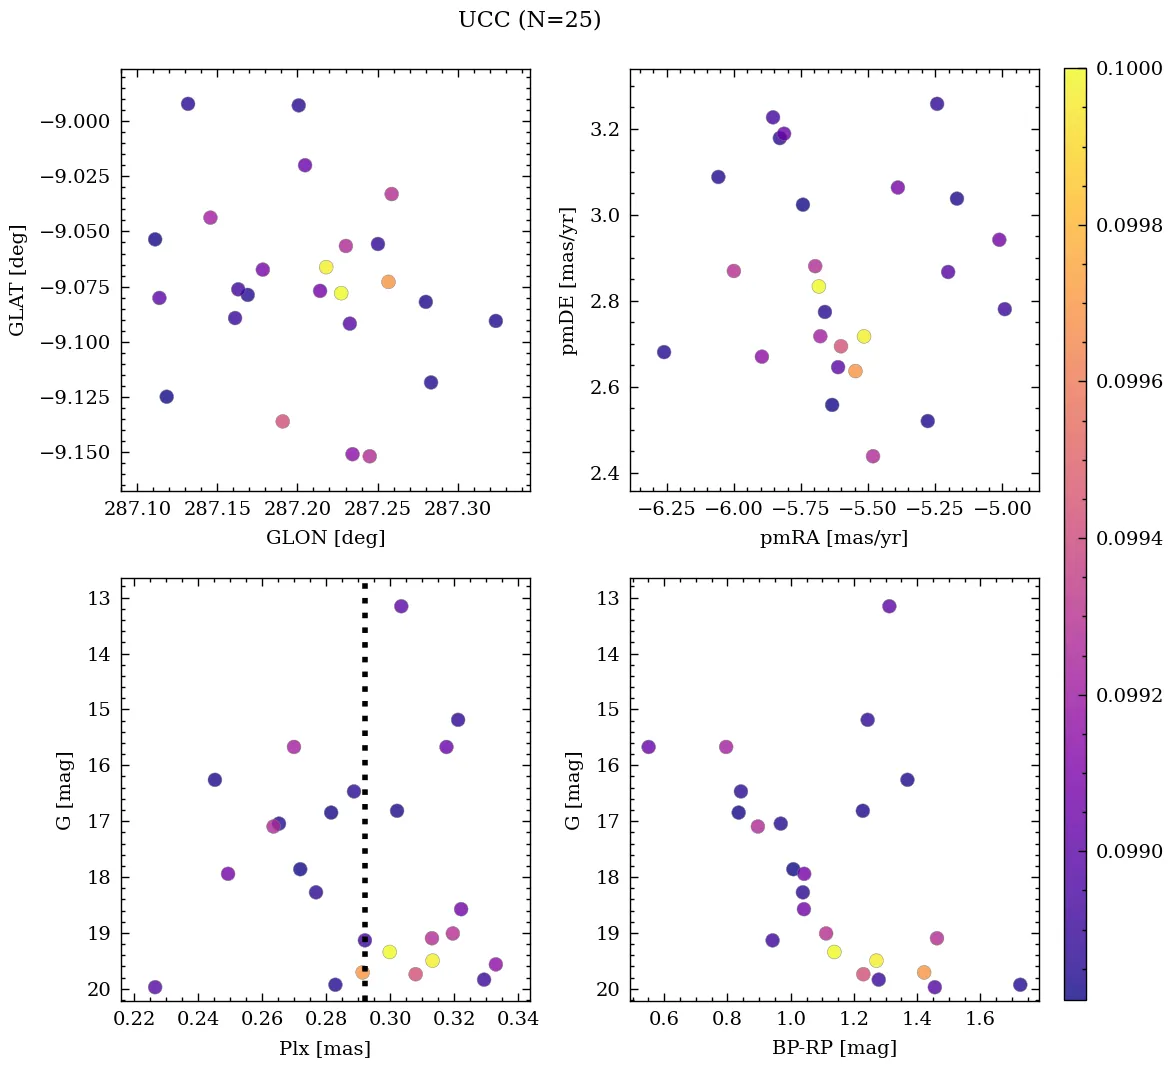 UCC (N=25)
−9.000
−9.025
−9.050
−9.075
−9.100
−9.125
−9.150
GLAT [deg]
287.10 287.15 287.20 287.25 287.30
GLON [deg]
3.2
3.0
2.8
2.6
2.4
pmDE [mas/yr]
−6.25 −6.00 −5.75 −5.50 −5.25 −5.00
pmRA [mas/yr]
0.1000
0.0998
0.0996
0.0994
0.0992
0.0990
13
14
15
16
17
18
19
20
G [mag]
0.22 0.24 0.26 0.28 0.30 0.32 0.34
Plx [mas]
13
14
15
16
17
18
19
20
G [mag]
0.6 0.8 1.0 1.2 1.4 1.6
BP-RP [mag]